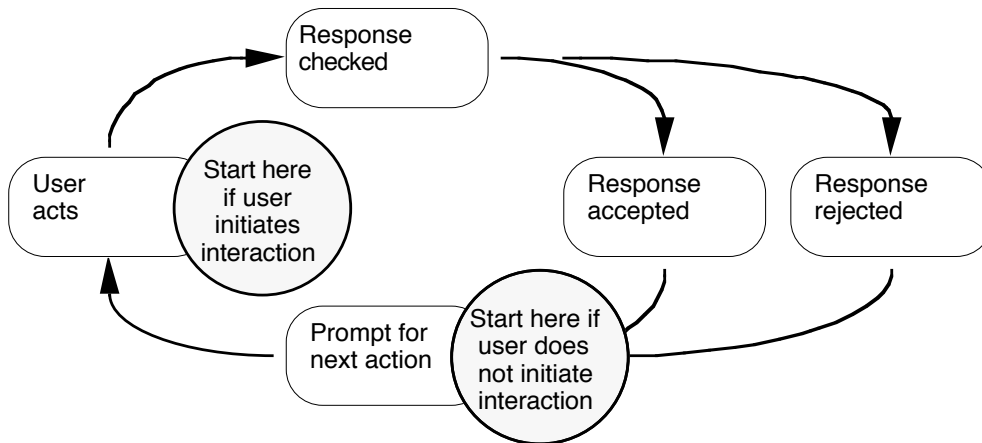 Response
checked
User
acts
Start here
if user
initiates
interaction
Response
accepted
Response
rejected
Prompt for
next action
Start here if
user does
not initiate
interaction